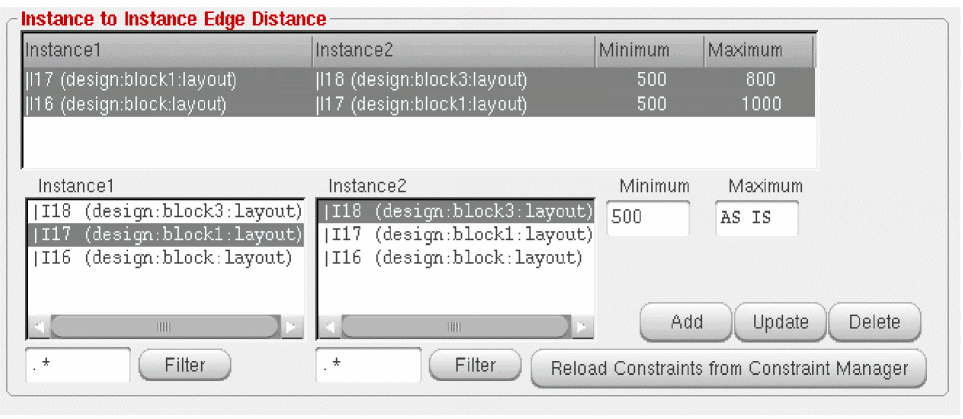 Instance to Instance Edge Distance
Instance1 Instance2 Minimum Maximum
|I17 (design:block1:layout) |I18 (design:block3:layout) 500 800
|I16 (design:block:layout) |I17 (design:block1:layout) 500 1000
Instance1 Instance2 Minimum Maximum
|I18 (design:block3:layout) |I18 (design:block3:layout) 500 AS IS
|I17 (design:block1:layout) |I17 (design:block1:layout)
|I16 (design:block:layout) |I16 (design:block:layout)
Add Update Delete
.* Filter .* Filter Reload Constraints from Constraint Manager